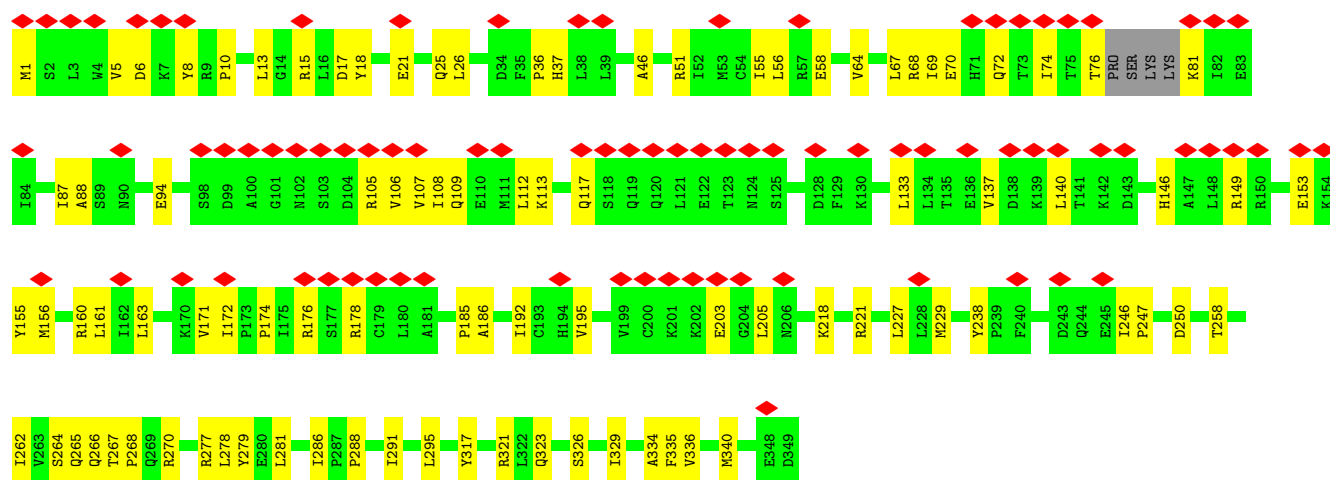 M1 S2 L3 W4 V5 D6 K7 Y8 R9 P10 L13 G14 R15 L16 D17 Y18 E21 Q25 L26 D34 F35 P36 H37 L38 L39 A46 R51 I52 M53 C54 I55 L56 R57 E58 V64 L67 R68 I69 E70 H71 Q72 T73 I74 T75 T76 PRO SER LYS LYS K81 I82 E83
I84 I87 A88 S89 N90 E94 S98 D99 A100 G101 N102 S103 D104 R105 V106 V107 I108 Q109 E110 M111 L112 K113 Q117 S118 Q119 Q120 L121 E122 T123 N124 S125 D128 F129 K130 L133 L134 T135 E136 V137 D138 K139 L140 T141 K142 D143 H146 A147 L148 R149 R150 E153 K154
Y155 M156 R160 L161 I162 L163 K170 V171 I172 P173 P174 I175 R176 S177 R178 C179 L180 A181 P185 A186 I192 C193 H194 V195 V199 C200 K201 K202 E203 G204 L205 N206 K218 R221 L227 L228 M229 Y238 P239 F240 D243 Q244 E245 I246 P247 D250 T258
I262 V263 S264 Q265 Q266 T267 P268 Q269 R270 R277 L278 Y279 E280 L281 I286 P287 P288 I291 L295 Y317 R321 L322 Q323 S326 I329 A334 F335 V336 M340 E348 D349